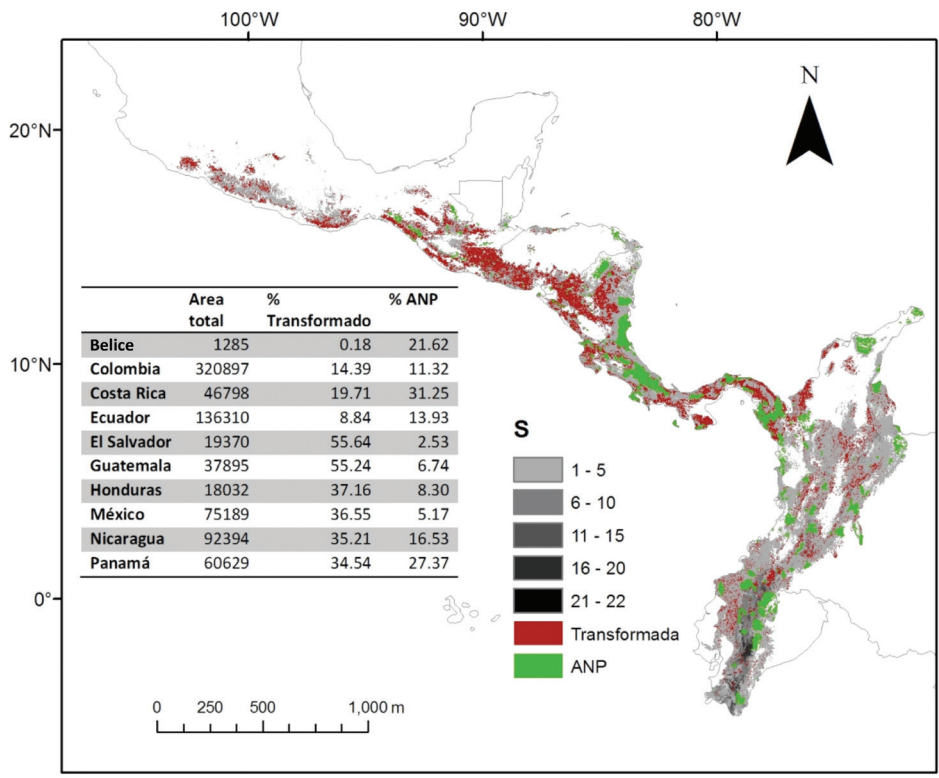 100°W 90°W 80°W
N
20°N
10°N
0°
Area total % Transformado % ANP
Belice 1285 0.18 21.62
Colombia 320897 14.39 11.32
Costa Rica 46798 19.71 31.25
Ecuador 136310 8.84 13.93
El Salvador 19370 55.64 2.53
Guatemala 37895 55.24 6.74
Honduras 18032 37.16 8.30
México 75189 36.55 5.17
Nicaragua 92394 35.21 16.53
Panamá 60629 34.54 27.37
S
1 - 5
6 - 10
11 - 15
16 - 20
21 - 22
Transformada
ANP
0 250 500 1,000 m